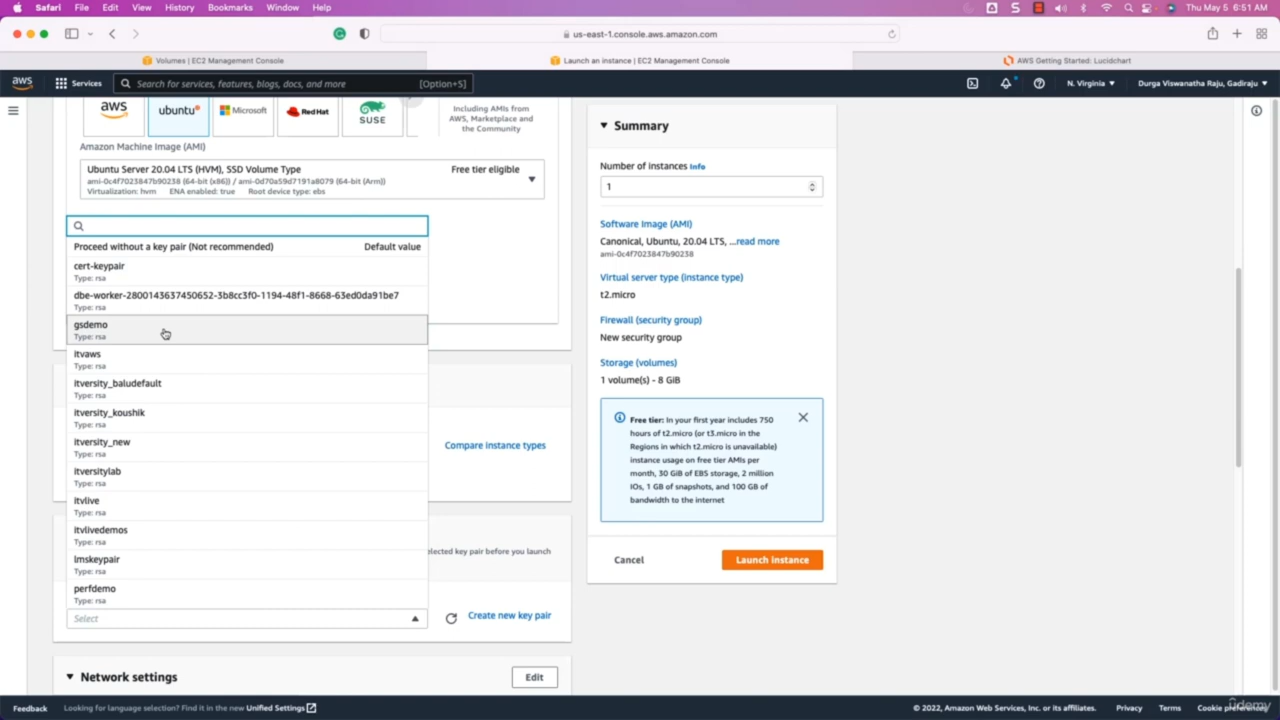 Safari File Edit View History Bookmarks Window Help Thu May 5 6:51 AM
us-east-1.console.aws.amazon.com
Volumes | EC2 Management Console
Launch an instance | EC2 Management Console
AWS Getting Started: Lucidchart
aws Services Search for services, features, blogs, docs, and more [Option+S] N. Virginia Durga Viswanatha Raju, Gadiraju
aws ubuntu Microsoft Red Hat SUSE
Including AMIs from
AWS, Marketplace and
the Community
Amazon Machine Image (AMI)
Ubuntu Server 20.04 LTS (HVM), SSD Volume Type Free tier eligible
ami-0c4f7023847b90238 (64-bit (x86)) / ami-0d70a59d7191a8079 (64-bit (Arm))
Virtualization: hvm ENA enabled: true Root device type: ebs
Proceed without a key pair (Not recommended) Default value
cert-keypair
Type: rsa
dbe-worker-2800143637450652-3b8cc3f0-1194-48f1-8668-63ed0da91be7
Type: rsa
gsdemo
Type: rsa
itvaws
Type: rsa
itversity_baludefault
Type: rsa
itversity_koushik
Type: rsa
itversity_new
Type: rsa
itversitylab
Type: rsa
itvlive
Type: rsa
itvlivedemos
Type: rsa
lmskeypair
Type: rsa
perfdemo
Type: rsa
Compare instance types
elected key pair before you launch
Select
Create new key pair
Network settings Edit
Summary
Number of instances Info
1
Software Image (AMI)
Canonical, Ubuntu, 20.04 LTS, ...read more
ami-0c4f7023847b90238
Virtual server type (instance type)
t2.micro
Firewall (security group)
New security group
Storage (volumes)
1 volume(s) - 8 GiB
Free tier: In your first year includes 750
hours of t2.micro (or t3.micro in the
Regions in which t2.micro is unavailable)
instance usage on free tier AMIs per
month, 30 GiB of EBS storage, 2 million
IOs, 1 GB of snapshots, and 100 GB of
bandwidth to the internet
Cancel Launch instance
Feedback Looking for language selection? Find it in the new Unified Settings © 2022, Amazon Web Services, Inc. or its affiliates. Privacy Terms Cookie preferences
udemy